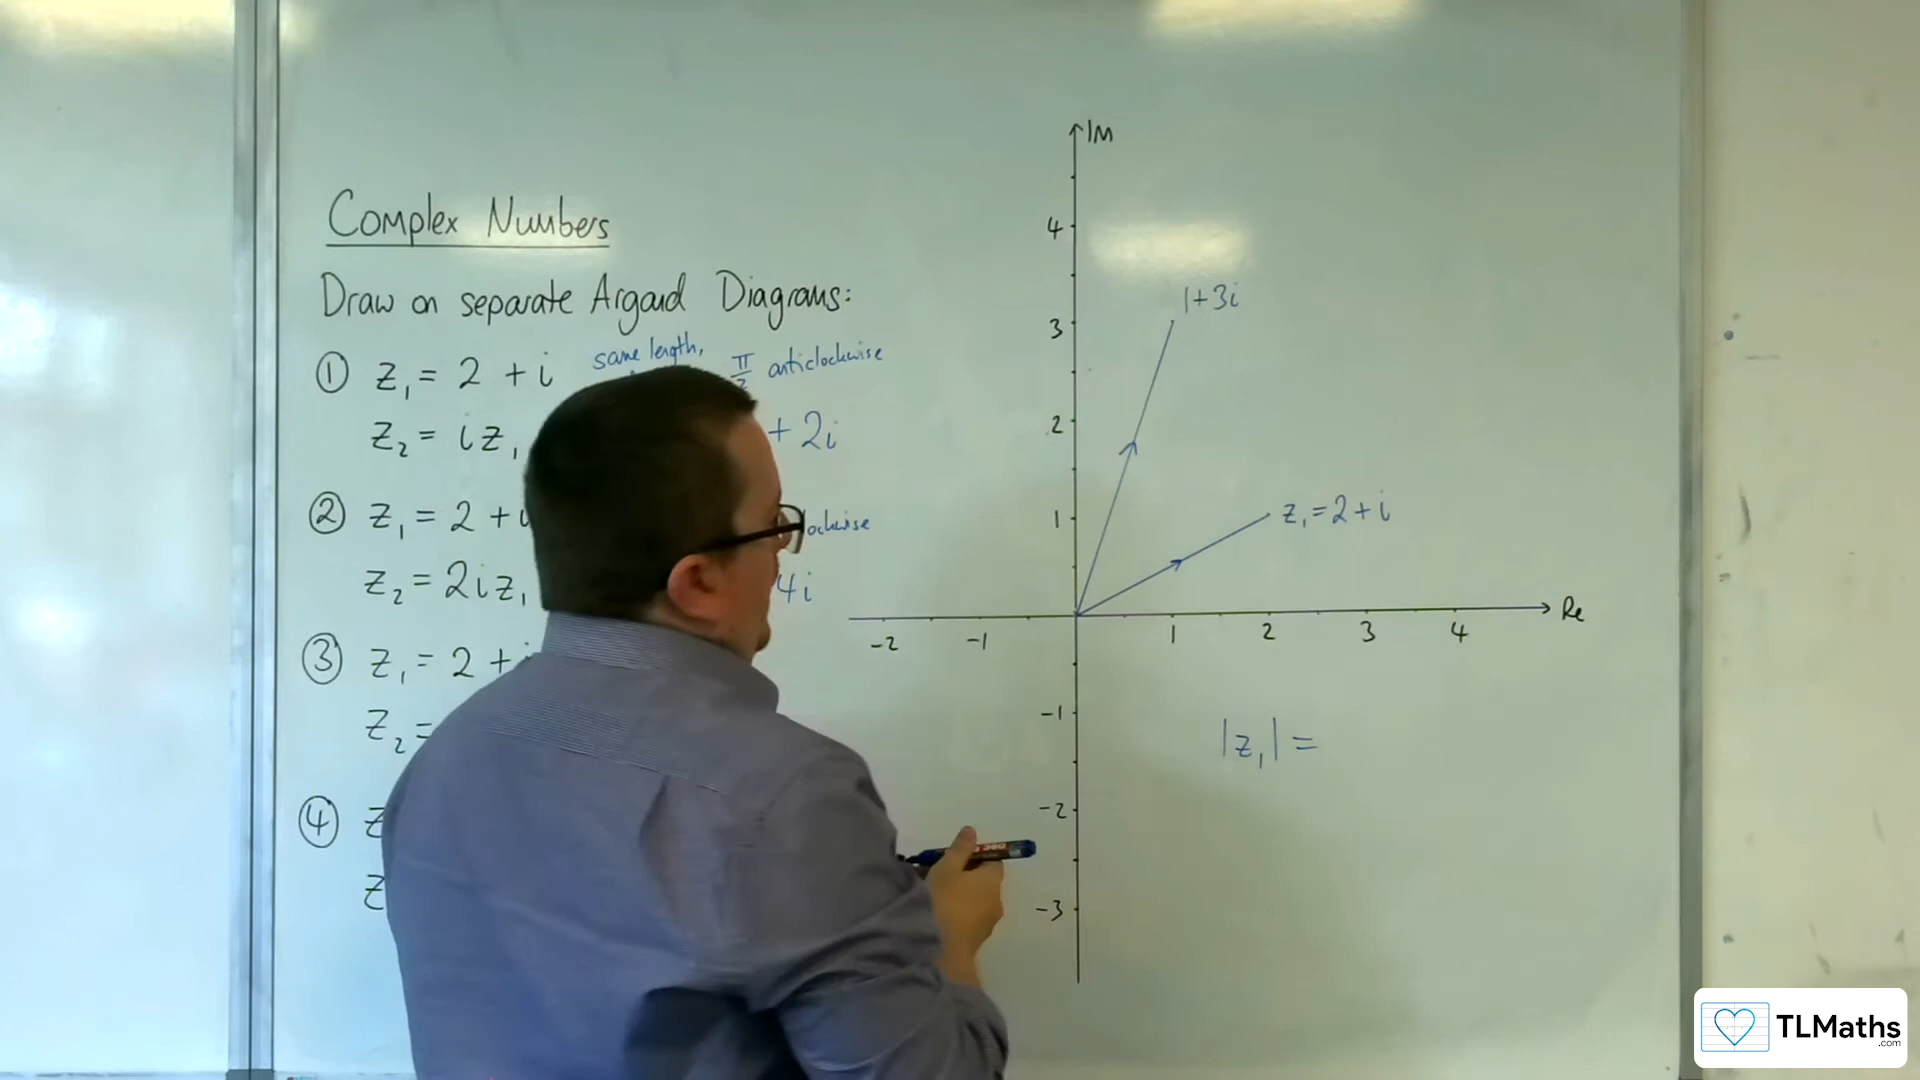 Complex Numbers
Draw on separate Argand Diagrams:
① z₁ = 2 + i same length, π/2 anticlockwise
z₂ = i z₁ + 2i
② z₁ = 2 +
z₂ = 2i z₁ 4i
③ z₁ = 2 +
z₂ =
④ z
z
Im
4
3
2
1
-1
-2
-3
-2 -1 1 2 3 4 Re
1+3i
z₁ = 2 + i
|z₁| =
TLMaths
.com